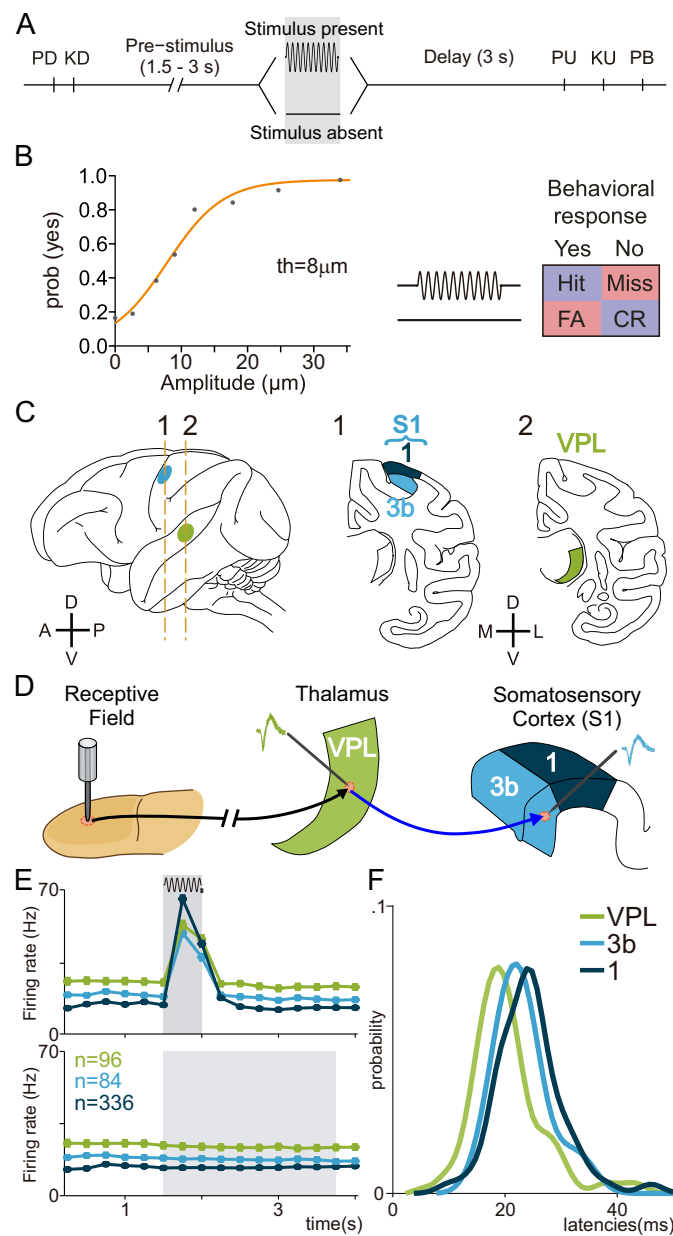 A
Stimulus present
PD KD
Pre-stimulus
(1.5 - 3 s)
Delay (3 s)
PU KU PB
Stimulus absent
B
prob (yes)
1.0
0.8
0.6
0.4
0.2
0.0
0 10 20 30
Amplitude (µm)
th=8µm
Behavioral
response
Yes No
Hit Miss
FA CR
C
1 2
1
S1
1
3b
2
VPL
D
A P
V
D
M L
V
D
Receptive
Field
Thalamus
VPL
Somatosensory
Cortex (S1)
1
3b
E
Firing rate (Hz)
70
0
Firing rate (Hz)
70
0
n=96
n=84
n=336
1 3 time(s)
F
.1
probability
0
VPL
3b
1
0 20 40
latencies(ms)